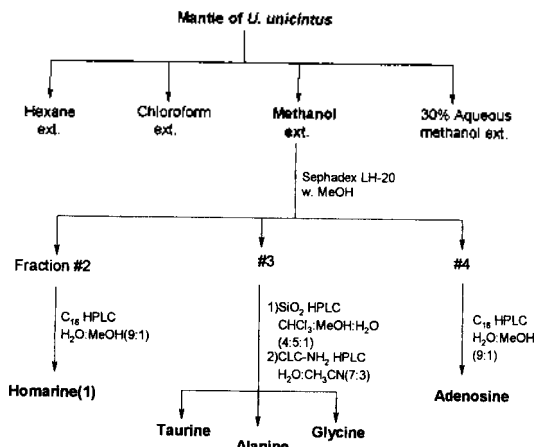 Mantle of U. unicintus
Hexane
ext.
Chloroform
ext.
Methanol
ext.
30% Aqueous
methanol ext.
Sephadex LH-20
w. MeOH
Fraction #2
#3
#4
C₁₈ HPLC
H₂O:MeOH(9:1)
1)SiO₂ HPLC
CHCl₃:MeOH:H₂O
(4:5:1)
2)CLC-NH₂ HPLC
H₂O:CH₃CN(7:3)
C₁₈ HPLC
H₂O:MeOH
(9:1)
Homarine(1)
Adenosine
Taurine
Alanine
Glycine